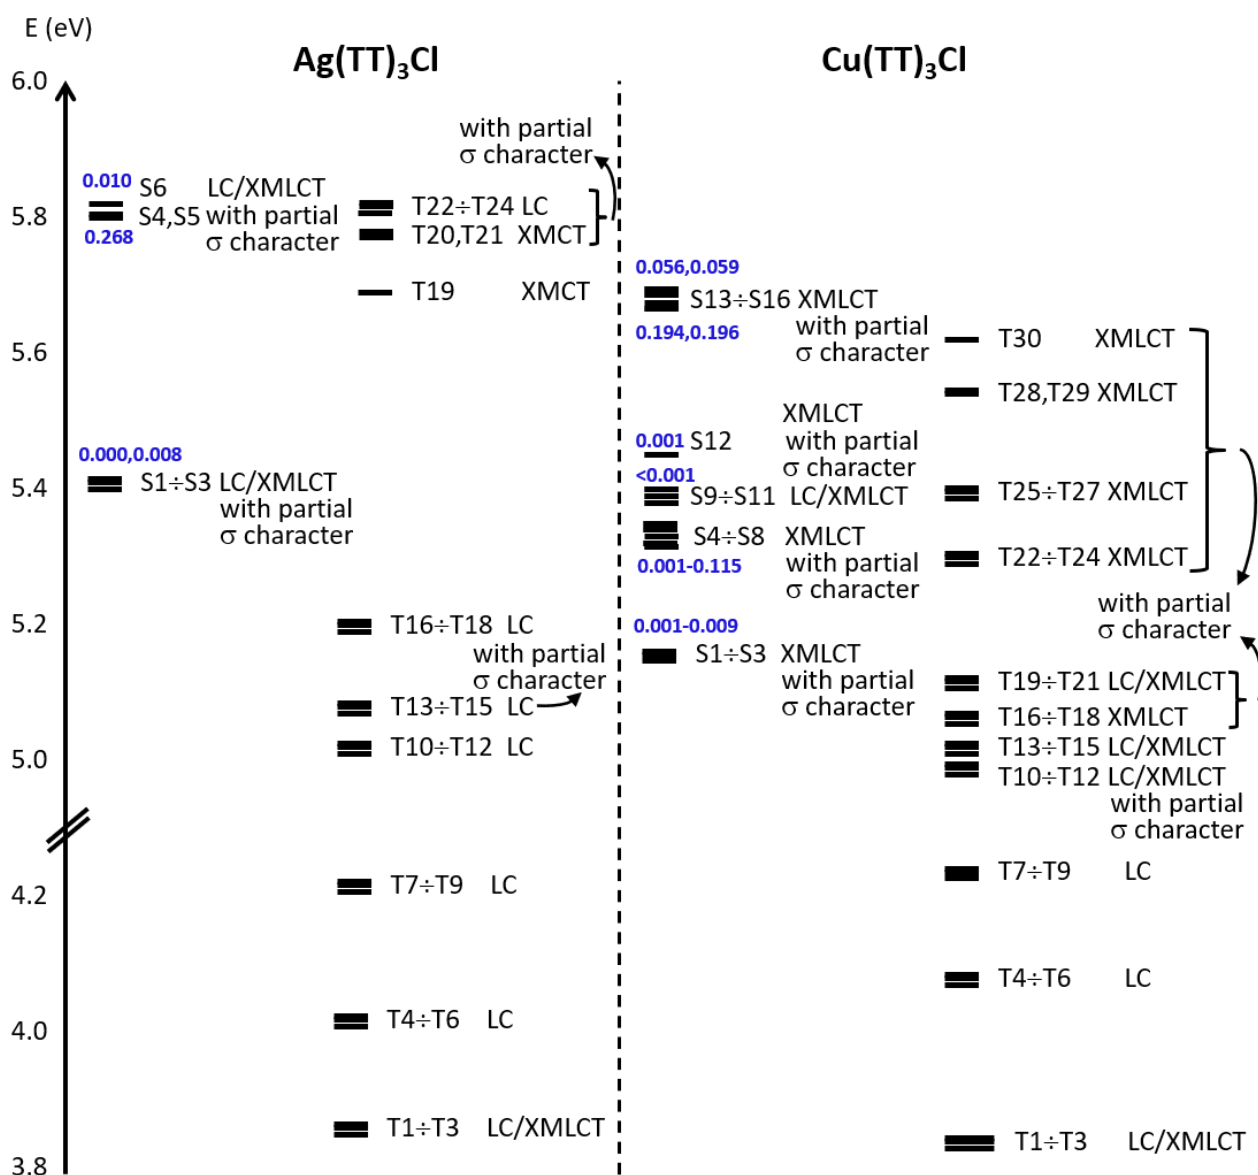 E (eV)
Ag(TT)₃Cl
Cu(TT)₃Cl
6.0
5.8
5.6
5.4
5.2
5.0
4.2
4.0
3.8
0.010
S6 LC/XMLCT
S4,S5 with partial
0.268
σ character
0.000,0.008
S1÷S3 LC/XMLCT
with partial
σ character
with partial
σ character
T22÷T24 LC
T20,T21 XMCT
T19 XMCT
T16÷T18 LC
with partial
σ character
T13÷T15 LC
T10÷T12 LC
T7÷T9 LC
T4÷T6 LC
T1÷T3 LC/XMLCT
0.056,0.059
S13÷S16 XMLCT
0.194,0.196
with partial
σ character
XMLCT
0.001 S12 with partial
σ character
<0.001
S9÷S11 LC/XMLCT
S4÷S8 XMLCT
0.001-0.115
with partial
σ character
0.001-0.009
S1÷S3 XMLCT
with partial
σ character
T30 XMLCT
T28,T29 XMLCT
T25÷T27 XMLCT
T22÷T24 XMLCT
with partial
σ character
T19÷T21 LC/XMLCT
T16÷T18 XMLCT
T13÷T15 LC/XMLCT
T10÷T12 LC/XMLCT
with partial
σ character
T7÷T9 LC
T4÷T6 LC
T1÷T3 LC/XMLCT